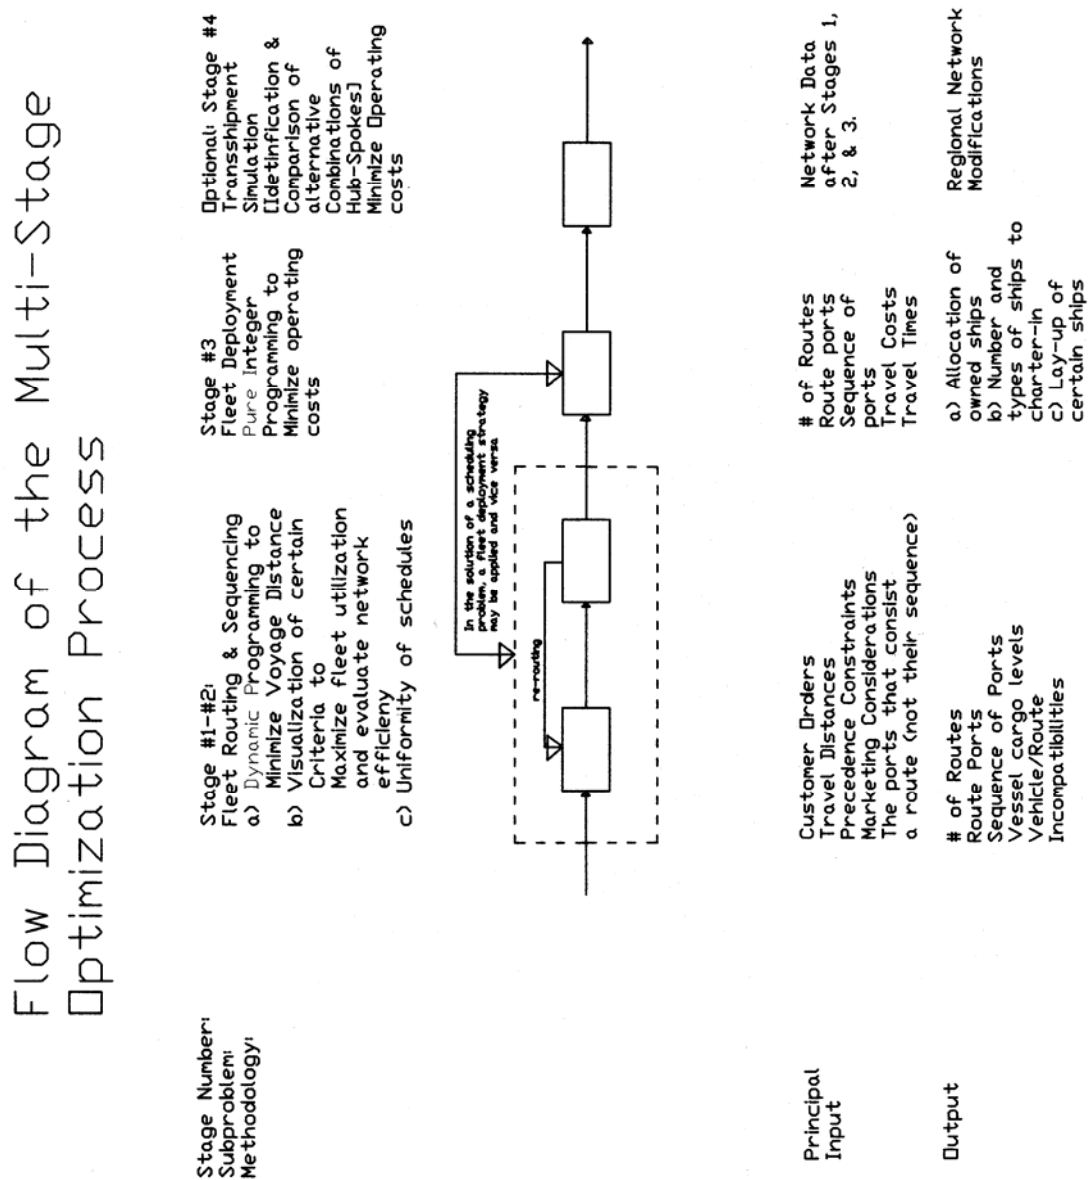 Flow Diagram of the Multi-Stage
Optimization Process
Stage Number:
Subproblem:
Methodology:
Stage #1-#2:
Fleet Routing & Sequencing
a) Dynamic Programming to
Minimize Voyage Distance
b) Visualization of certain
Criteria to
Maximize fleet utilization
and evaluate network
efficieny
c) Uniformity of schedules
Stage #3
Fleet Deployment
Pure Integer
Programming to
Minimize operating
costs
Optional: Stage #4
Transshipment
Simulation
[Idetinfication &
Comparison of
alternative
Combinations of
Hub-Spokes]
Minimize Operating
costs
In the solution of a scheduling
problem, a fleet deployment strategy
may be applied and vice versa
re-routing
Principal
Input
Customer Orders
Travel Distances
Precedence Constraints
Marketing Considerations
The ports that consist
a route (not their sequence)
# of Routes
Route ports
Sequence of
ports
Travel Costs
Travel Times
Network Data
after Stages 1,
2, & 3.
Output
# of Routes
Route Ports
Sequence of Ports
Vessel cargo levels
Vehicle/Route
Incompatibilities
a) Allocation of
owned ships
b) Number and
types of ships to
charter-in
c) Lay-up of
certain ships
Regional Network
Modifications